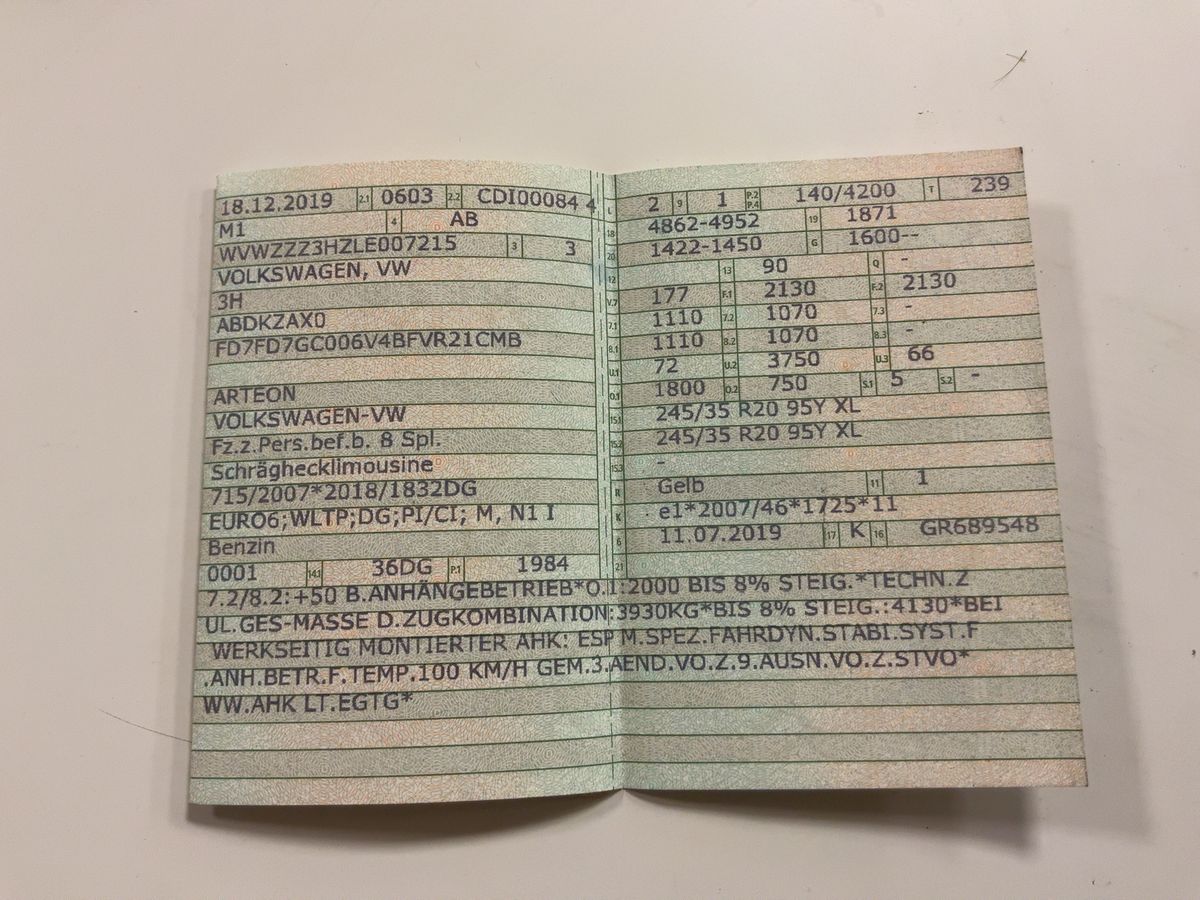 18.12.2019 2.1 0603 2.2 CDI00084 4 L 2 9 1 P.2 P.4 140/4200 T 239
M1 4 AB 18 4862-4952 19 1871
WVWZZZ3HZLE007215 3 3 20 1422-1450 G 1600--
VOLKSWAGEN, VW 12 13 90 Q -
3H V.7 177 F.1 2130 F.2 2130
ABDKZAX0 7.1 1110 7.2 1070 7.3 -
FD7FD7GC006V4BFVR21CMB 8.1 1110 8.2 1070 8.3 -
U.1 72 U.2 3750 U.3 66
ARTEON O.1 1800 O.2 750 S.1 5 S.2 -
VOLKSWAGEN-VW 15.1 245/35 R20 95Y XL
Fz.z.Pers.bef.b. 8 Spl. 15.2 245/35 R20 95Y XL
Schräghecklimousine 15.3 -
715/2007*2018/1832DG R Gelb 11 1
EURO6;WLTP;DG;PI/CI; M, N1 I K e1*2007/46*1725*11
Benzin 6 11.07.2019 17 K 16 GR689548
0001 14.1 36DG P.1 1984 21
7.2/8.2:+50 B.ANHÄNGEBETRIEB*O.1:2000 BIS 8% STEIG.*TECHN.Z
UL.GES-MASSE D.ZUGKOMBINATION:3930KG*BIS 8% STEIG.:4130*BEI
WERKSEITIG MONTIERTER AHK: ESP M.SPEZ.FAHRDYN.STABI.SYST.F
.ANH.BETR.F.TEMP.100 KM/H GEM.3.AEND.VO.Z.9.AUSN.VO.Z.STVO*
WW.AHK LT.EGTG*